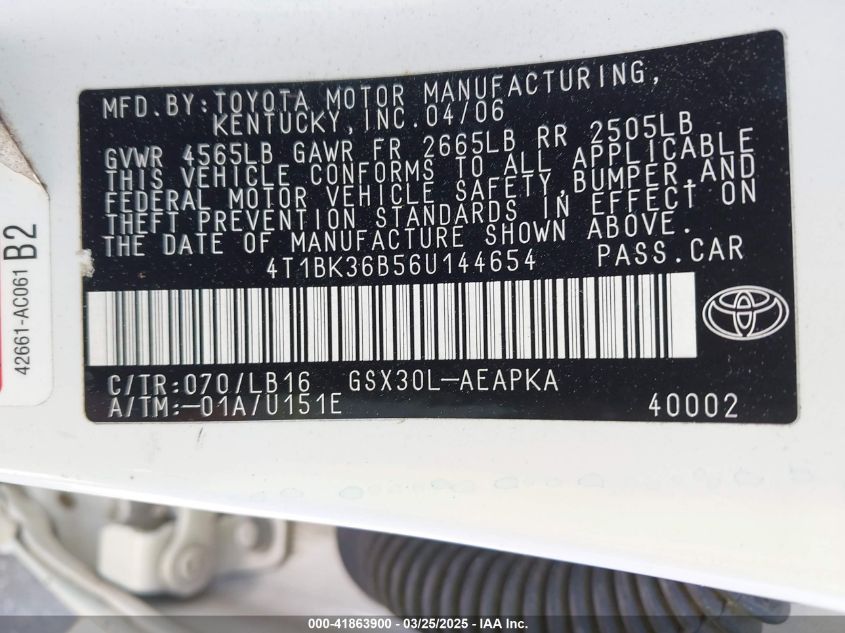 MFD. BY: TOYOTA MOTOR MANUFACTURING,
KENTUCKY, INC. 04/06
GVWR 4565LB GAWR FR 2665LB RR 2505LB
THIS VEHICLE CONFORMS TO ALL APPLICABLE
FEDERAL MOTOR VEHICLE SAFETY, BUMPER, AND
THEFT PREVENTION STANDARDS IN EFFECT ON
THE DATE OF MANUFACTURE SHOWN ABOVE.
4T1BK36B56U144654 PASS.CAR
C/TR:070/LB16 GSX30L-AEAPKA
A/TM:-01A/U151E 40002
42661-AC061 B2
000-41863900 - 03/25/2025 - IAA Inc.